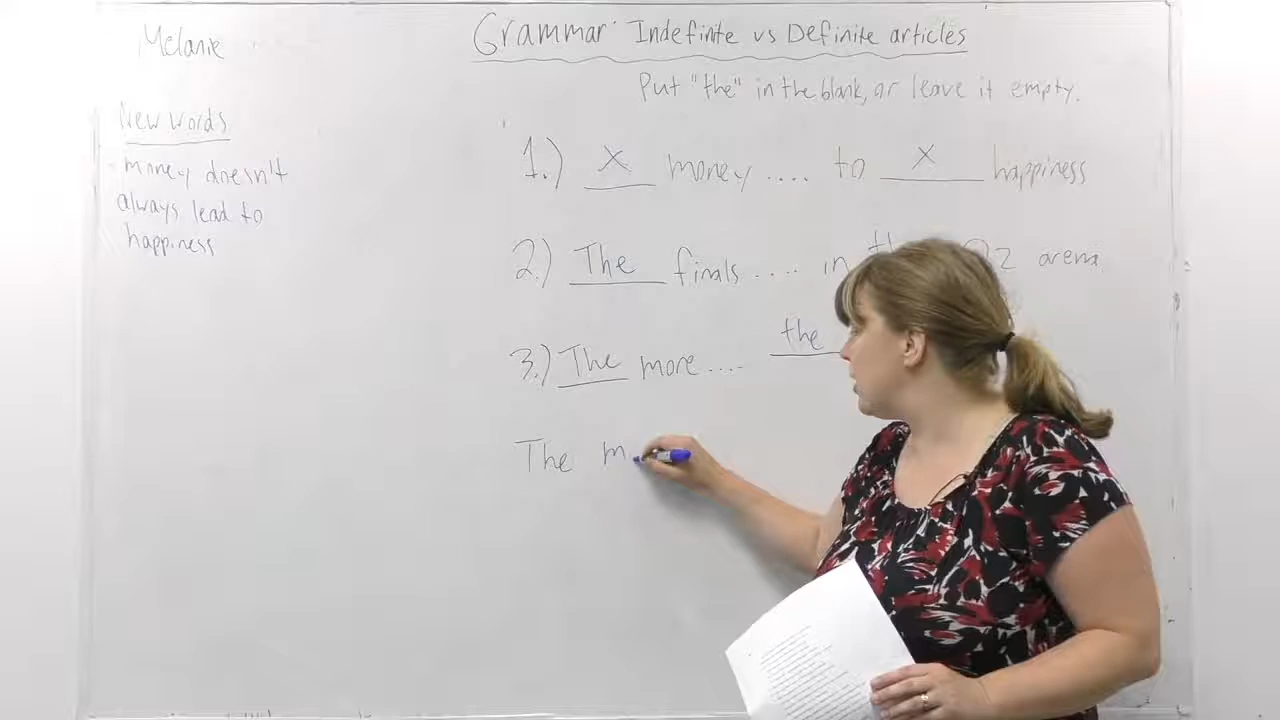 Melanie
Grammar: Indefinite vs Definite articles
Put "the" in the blank, or leave it empty.
New words
money doesn't
always lead to
happiness
1.) X money .... to X happiness
2.) The finals .... in arena
3.) The more .... the
The m